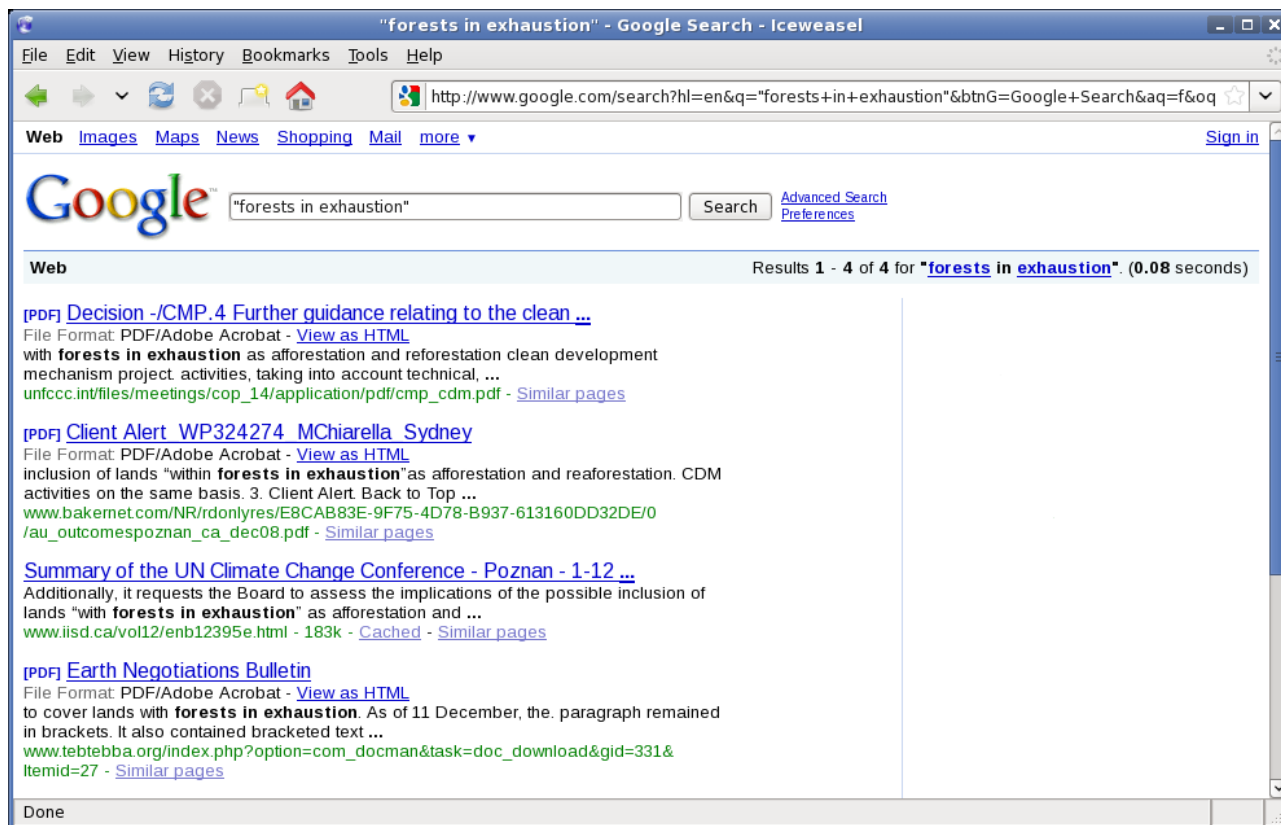 "forests in exhaustion" - Google Search - Iceweasel
File Edit View History Bookmarks Tools Help
http://www.google.com/search?hl=en&q="forests+in+exhaustion"&btnG=Google+Search&aq=f&oq
Web Images Maps News Shopping Mail more ▼ Sign in
Google™ "forests in exhaustion" Search Advanced Search
Preferences
Web Results 1 - 4 of 4 for "forests in exhaustion". (0.08 seconds)
[PDF] Decision -/CMP.4 Further guidance relating to the clean ...
File Format: PDF/Adobe Acrobat - View as HTML
with forests in exhaustion as afforestation and reforestation clean development
mechanism project. activities, taking into account technical, ...
unfccc.int/files/meetings/cop_14/application/pdf/cmp_cdm.pdf - Similar pages
[PDF] Client Alert_WP324274_MChiarella_Sydney
File Format: PDF/Adobe Acrobat - View as HTML
inclusion of lands “within forests in exhaustion”as afforestation and reaforestation. CDM
activities on the same basis. 3. Client Alert. Back to Top ...
www.bakernet.com/NR/rdonlyres/E8CAB83E-9F75-4D78-B937-613160DD32DE/0
/au_outcomespoznan_ca_dec08.pdf - Similar pages
Summary of the UN Climate Change Conference - Poznan - 1-12 ...
Additionally, it requests the Board to assess the implications of the possible inclusion of
lands “with forests in exhaustion” as afforestation and ...
www.iisd.ca/vol12/enb12395e.html - 183k - Cached - Similar pages
[PDF] Earth Negotiations Bulletin
File Format: PDF/Adobe Acrobat - View as HTML
to cover lands with forests in exhaustion. As of 11 December, the. paragraph remained
in brackets. It also contained bracketed text ...
www.tebtebba.org/index.php?option=com_docman&task=doc_download&gid=331&
Itemid=27 - Similar pages
Done